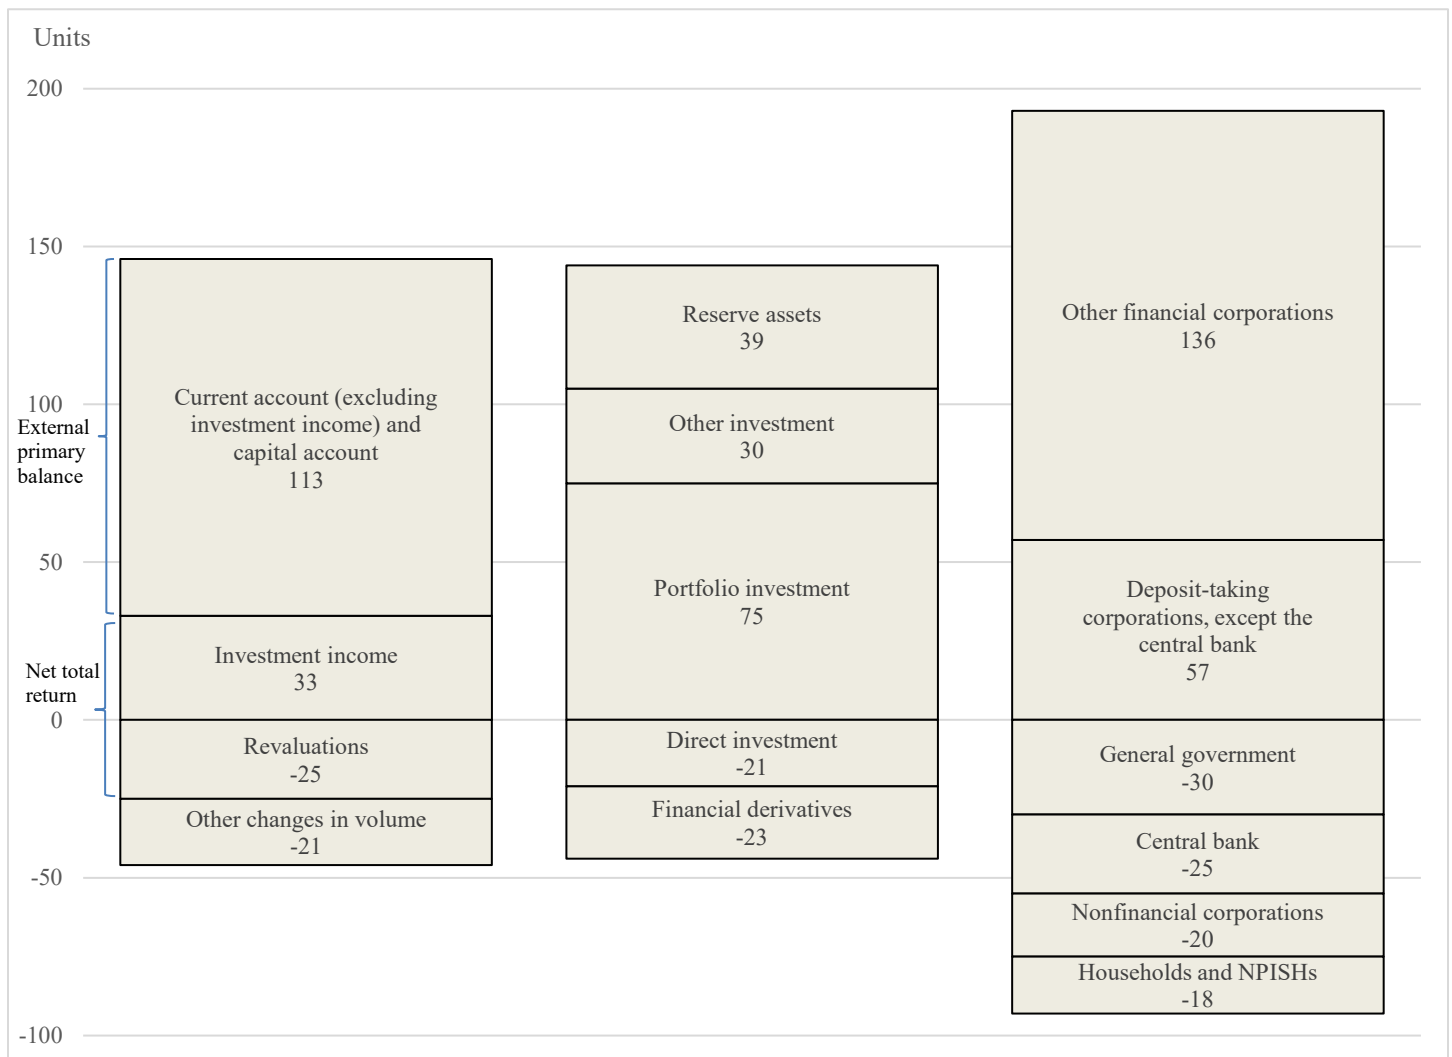 Units
200
150
100
50
0
-50
-100
External
primary
balance
Net total
return
Current account (excluding
investment income) and
capital account
113
Investment income
33
Revaluations
-25
Other changes in volume
-21
Reserve assets
39
Other investment
30
Portfolio investment
75
Direct investment
-21
Financial derivatives
-23
Other financial corporations
136
Deposit-taking
corporations, except the
central bank
57
General government
-30
Central bank
-25
Nonfinancial corporations
-20
Households and NPISHs
-18